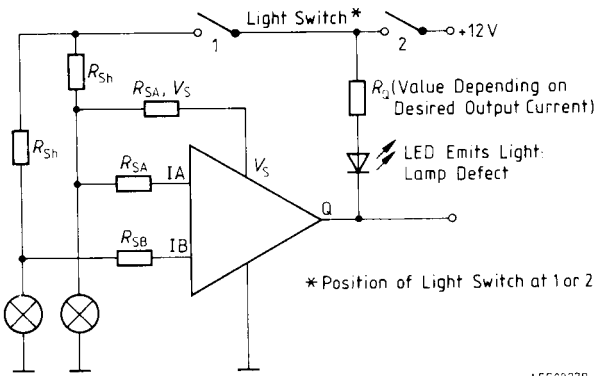 Light Switch*
1
2
+12V
R_Sh
R_SA, V_S
R_Q (Value Depending on
Desired Output Current)
R_Sh
R_SA
IA
V_S
LED Emits Light:
Lamp Defect
Q
R_SB
IB
*Position of Light Switch at 1 or 2